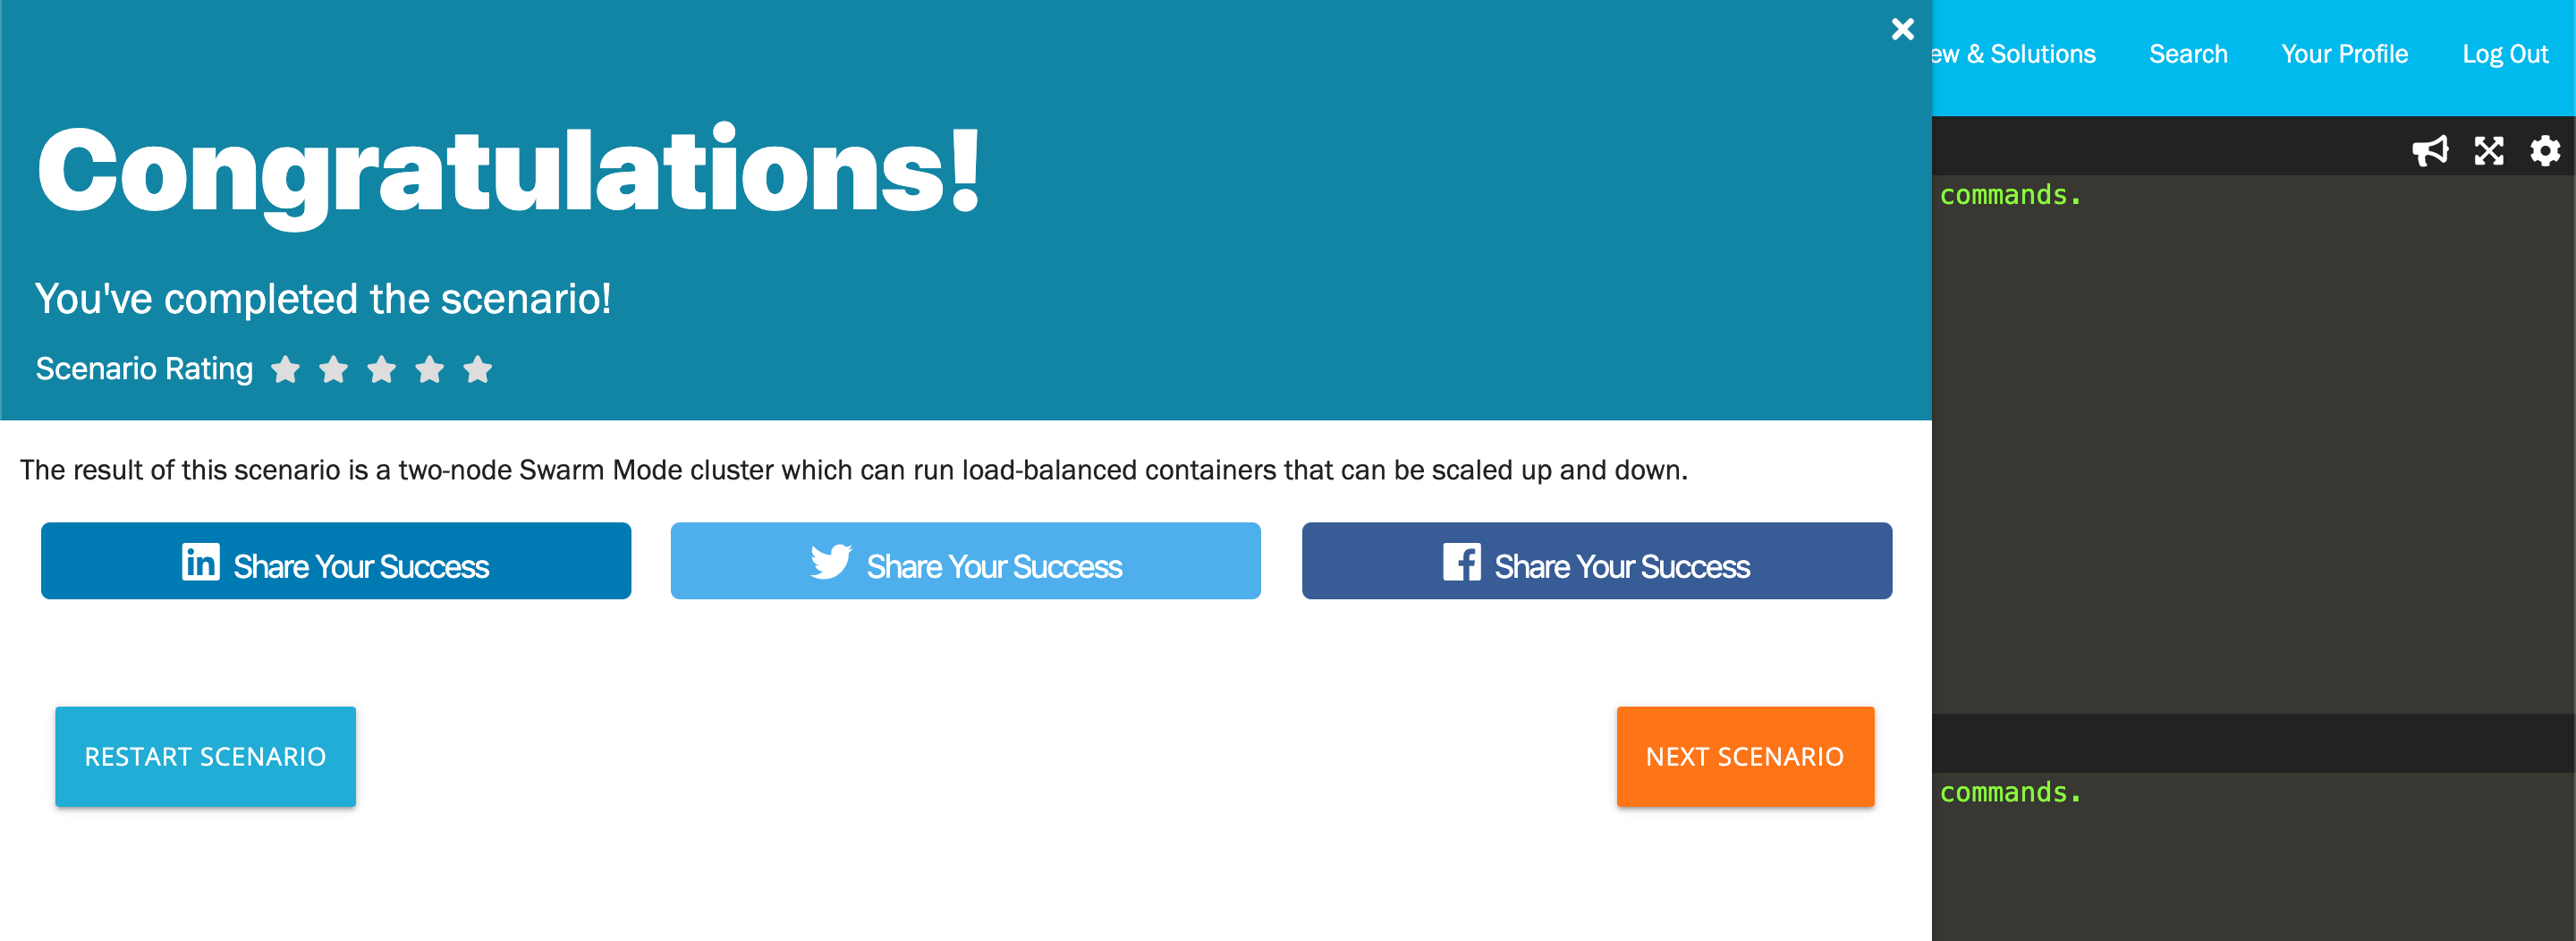 ew & Solutions Search Your Profile Log Out
Congratulations!
You've completed the scenario!
Scenario Rating
The result of this scenario is a two-node Swarm Mode cluster which can run load-balanced containers that can be scaled up and down.
Share Your Success
Share Your Success
Share Your Success
RESTART SCENARIO
NEXT SCENARIO
commands.
commands.